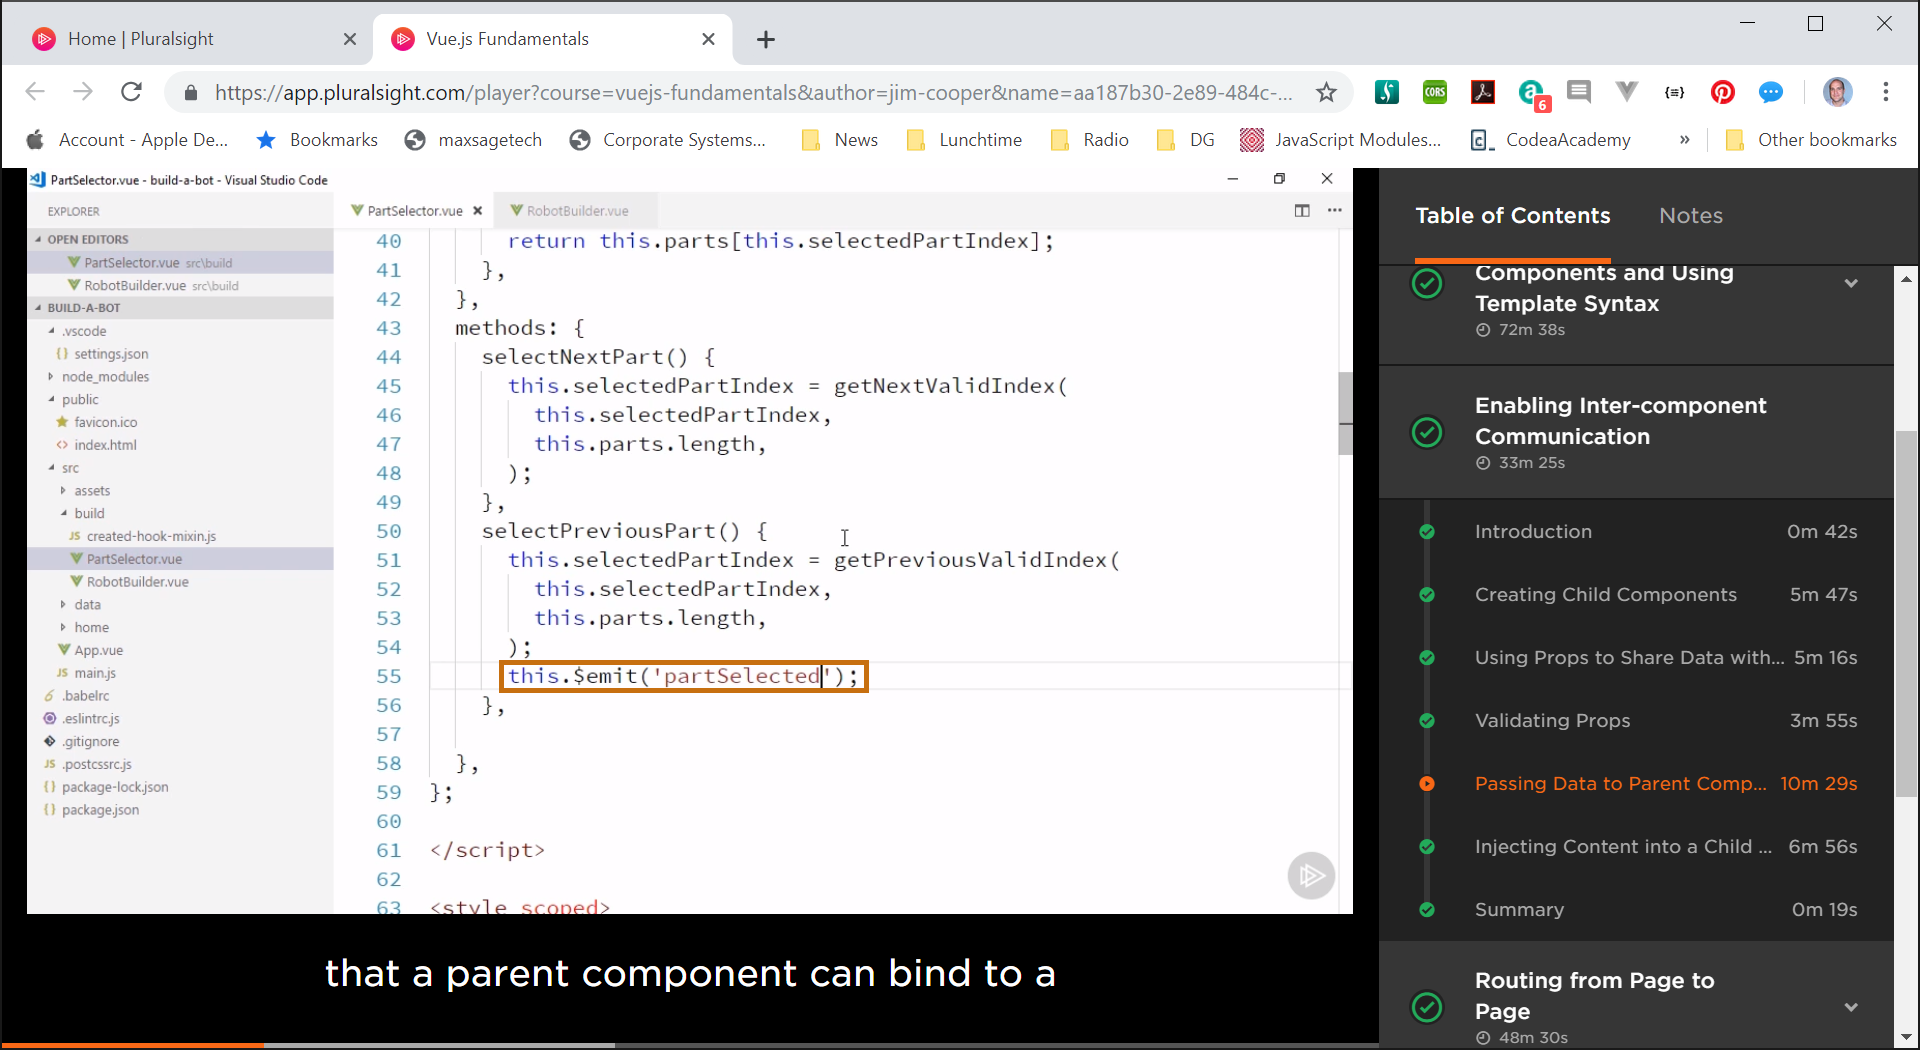 Home | Pluralsight
Vue.js Fundamentals
https://app.pluralsight.com/player?course=vuejs-fundamentals&author=jim-cooper&name=aa187b30-2e89-484c-...
CORS
6
{≡}
Account - Apple De...
Bookmarks
maxsagetech
Corporate Systems...
News
Lunchtime
Radio
DG
JavaScript Modules...
CodeaAcademy
»
Other bookmarks
PartSelector.vue - build-a-bot - Visual Studio Code
EXPLORER
OPEN EDITORS
PartSelector.vue src\build
RobotBuilder.vue src\build
BUILD-A-BOT
.vscode
{} settings.json
node_modules
public
favicon.ico
<> index.html
src
assets
build
JS created-hook-mixin.js
PartSelector.vue
RobotBuilder.vue
data
home
App.vue
JS main.js
.babelrc
.eslintrc.js
.gitignore
JS .postcssrc.js
{} package-lock.json
{} package.json
PartSelector.vue
RobotBuilder.vue
40 return this.parts[this.selectedPartIndex];
41 },
42 },
43 methods: {
44 selectNextPart() {
45 this.selectedPartIndex = getNextValidIndex(
46 this.selectedPartIndex,
47 this.parts.length,
48 );
49 },
50 selectPreviousPart() {
51 this.selectedPartIndex = getPreviousValidIndex(
52 this.selectedPartIndex,
53 this.parts.length,
54 );
55 this.$emit('partSelected');
56 },
57
58 },
59 };
60
61 </script>
62
63 <style scoped>
that a parent component can bind to a
Table of Contents
Notes
Components and Using
Template Syntax
72m 38s
Enabling Inter-component
Communication
33m 25s
Introduction 0m 42s
Creating Child Components 5m 47s
Using Props to Share Data with... 5m 16s
Validating Props 3m 55s
Passing Data to Parent Comp... 10m 29s
Injecting Content into a Child ... 6m 56s
Summary 0m 19s
Routing from Page to
Page
48m 30s